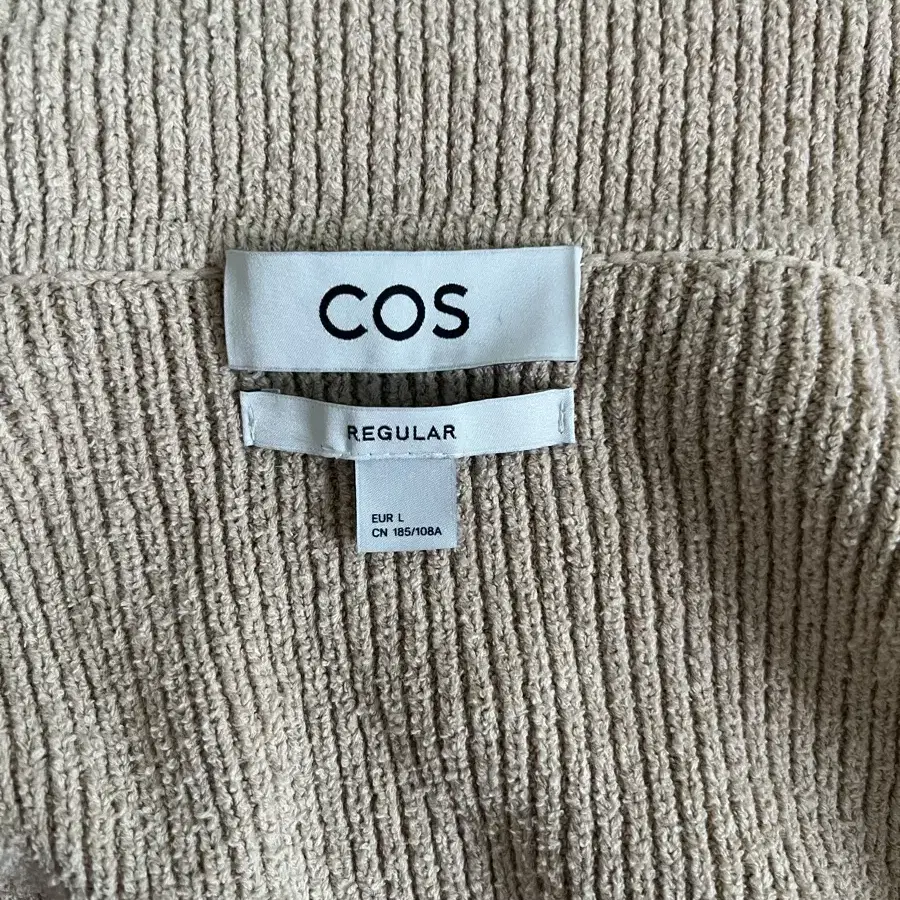 COS
REGULAR
EUR L
CN 185/108A